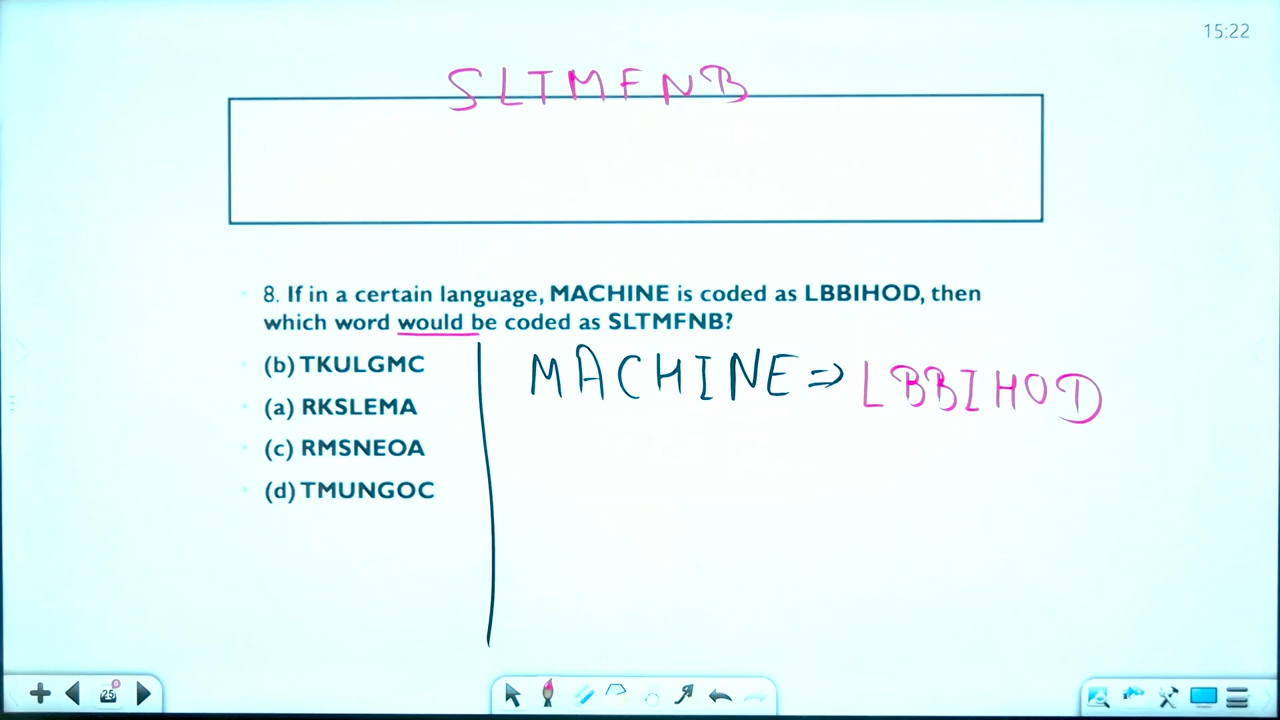 15:22
SLTMFNB
8. If in a certain language, MACHINE is coded as LBBIHOD, then
which word would be coded as SLTMFNB?
(b) TKULGMC
(a) RKSLEMA
(c) RMSNEOA
(d) TMUNGOC
MACHINE ⇒ LBBIHOD
25